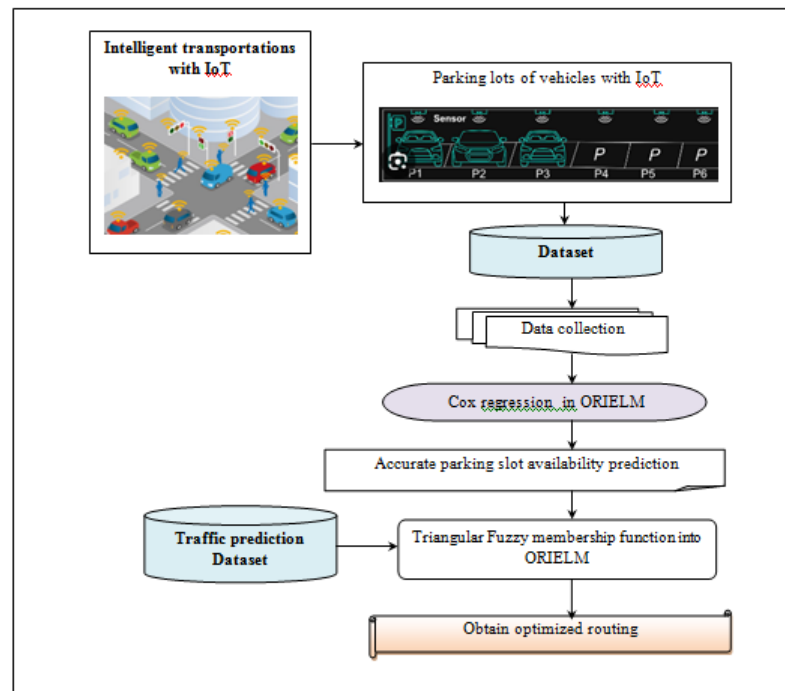 Intelligent transportations
with IoT
Parking lots of vehicles with IoT
P
Sensor
P P P
P1 P2 P3 P4 P5 P6
Dataset
Data collection
Cox regression in ORIELM
Accurate parking slot availability prediction
Traffic prediction
Dataset
Triangular Fuzzy membership function into
ORIELM
Obtain optimized routing